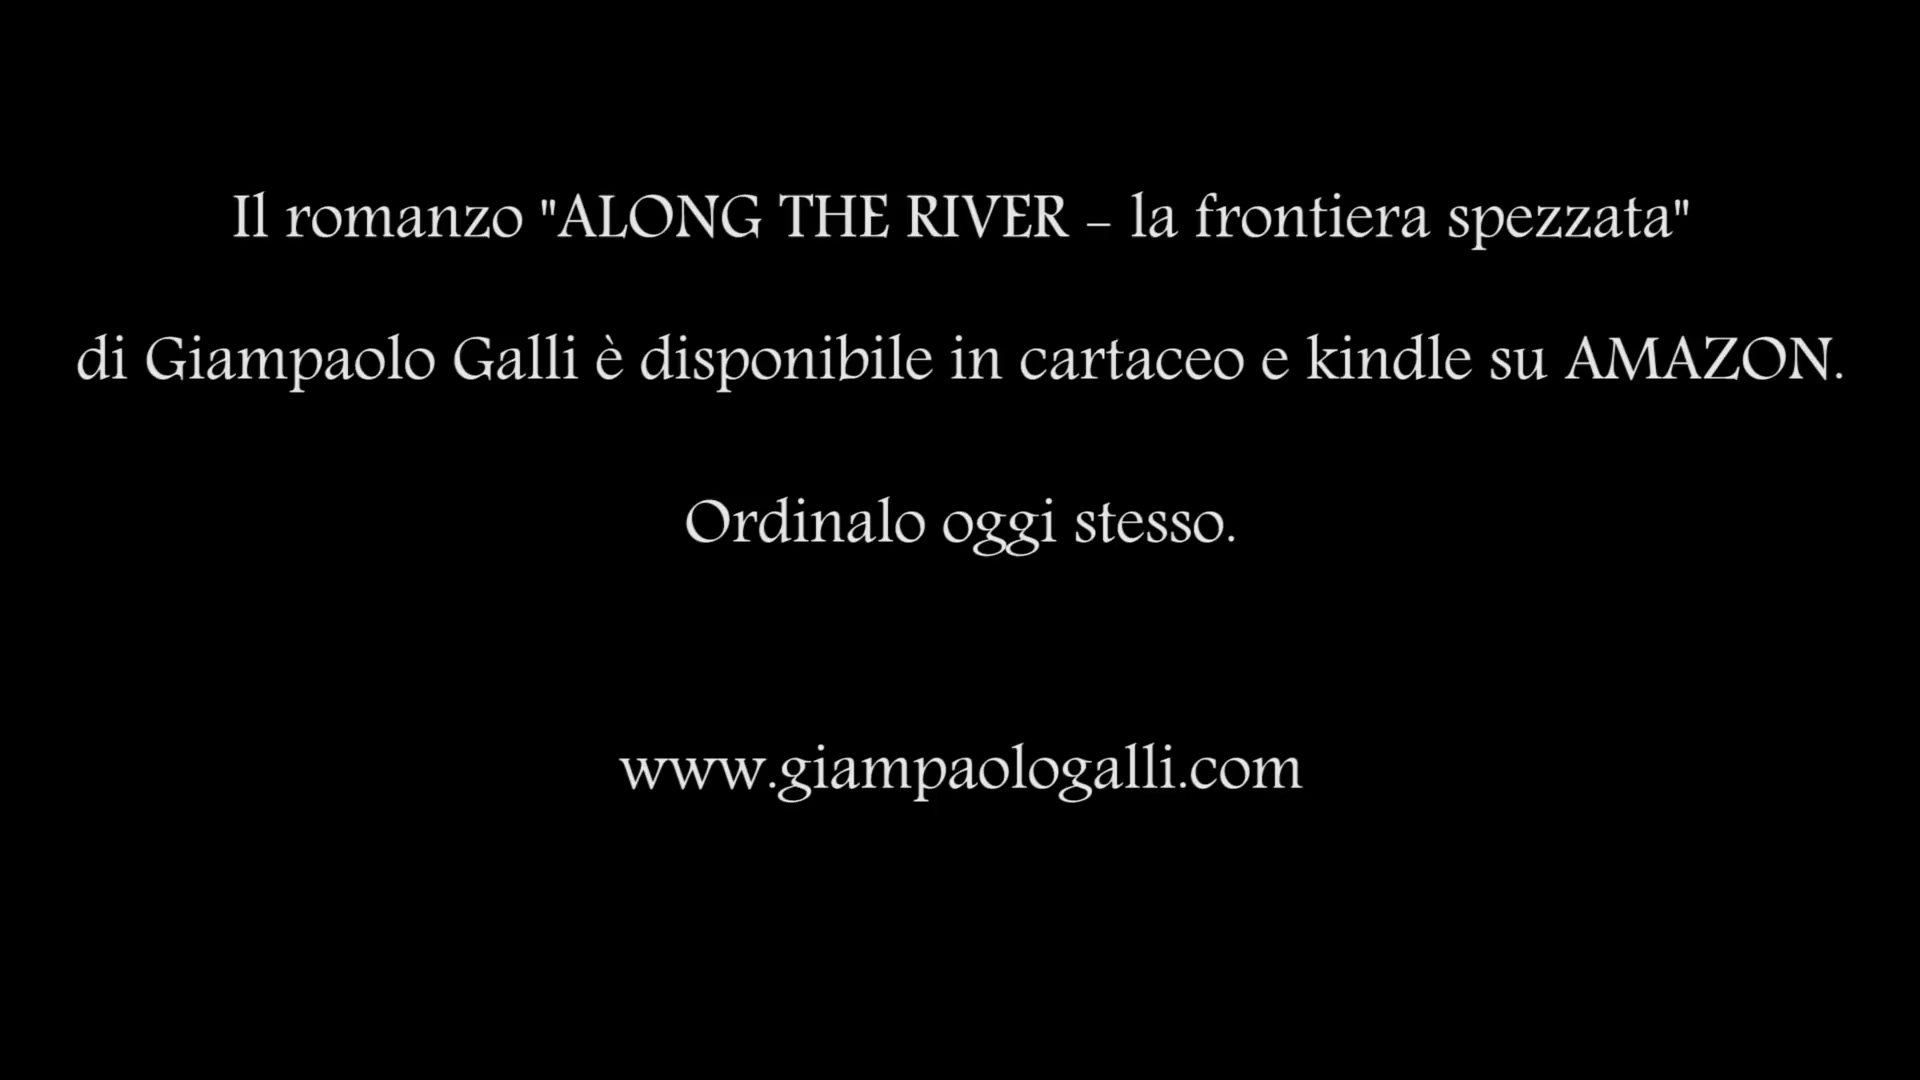 Il romanzo "ALONG THE RIVER – la frontiera spezzata"
di Giampaolo Galli è disponibile in cartaceo e kindle su AMAZON.
Ordinalo oggi stesso.
www.giampaologalli.com